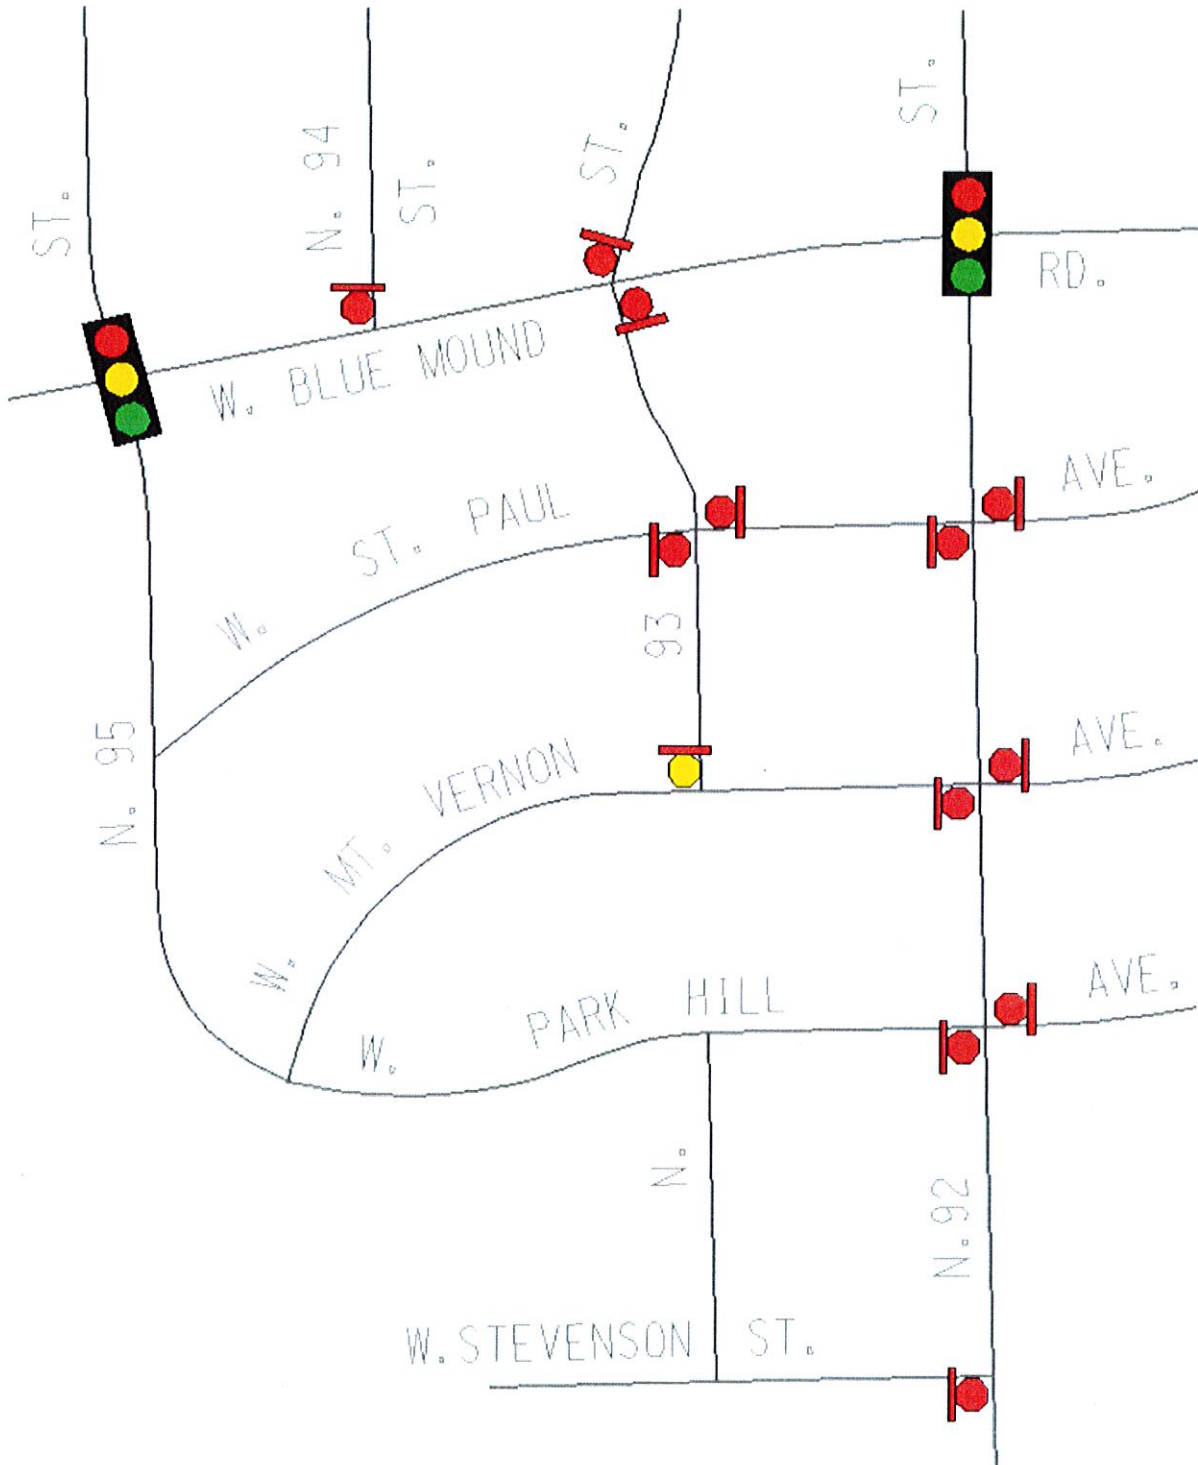 N. 95 ST.
N. 94 ST.
N. 93 ST.
N. 92 ST.
W. BLUE MOUND RD.
W. ST. PAUL AVE.
W. MT. VERNON AVE.
W. PARK HILL AVE.
W. STEVENSON ST.